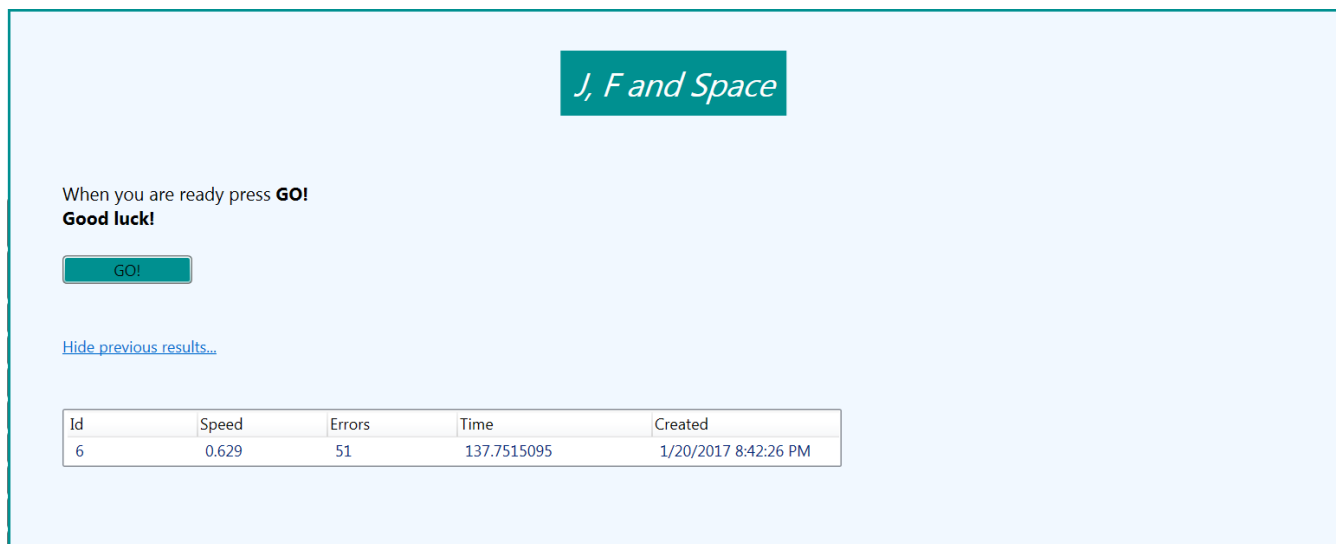 J, F and Space
When you are ready press GO!
Good luck!
GO!
Hide previous results...
Id Speed Errors Time Created
6 0.629 51 137.7515095 1/20/2017 8:42:26 PM